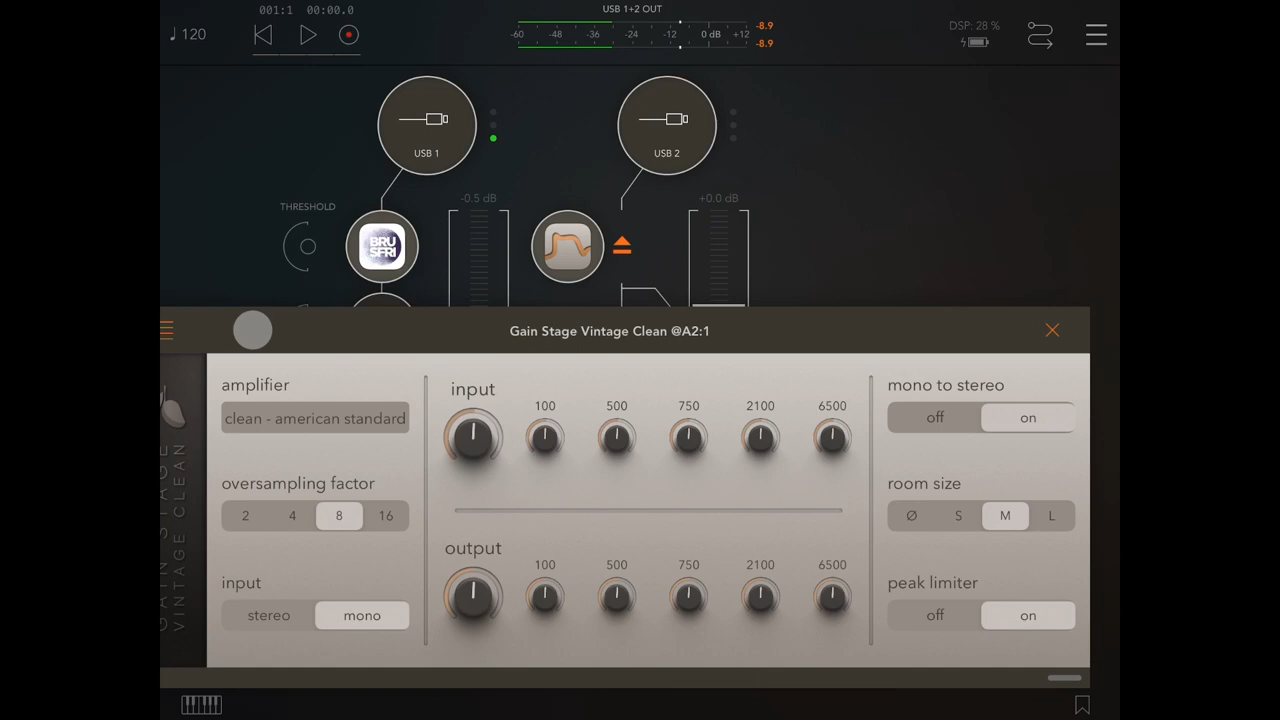 001:1 00:00.0
USB 1+2 OUT
♩ 120
-60 -48 -36 -24 -12 0 dB +12
-8.9
-8.9
DSP: 28 %
USB 1
USB 2
THRESHOLD
-0.5 dB
+0.0 dB
BRU
SFRI
Gain Stage Vintage Clean @A2:1
GAIN STAGE
VINTAGE CLEAN
amplifier
clean - american standard
oversampling factor
2 4 8 16
input
stereo mono
input
100 500 750 2100 6500
output
100 500 750 2100 6500
mono to stereo
off on
room size
Ø S M L
peak limiter
off on